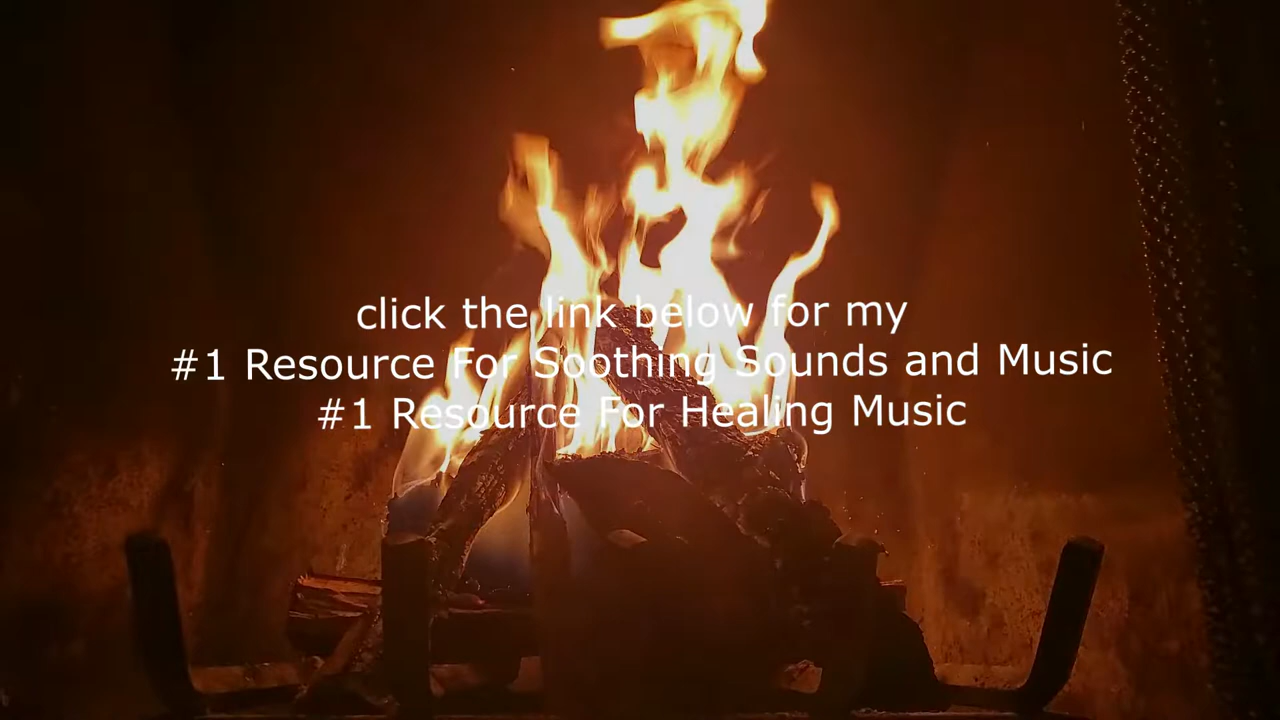 click the link below for my
#1 Resource For Soothing Sounds and Music
#1 Resource For Healing Music